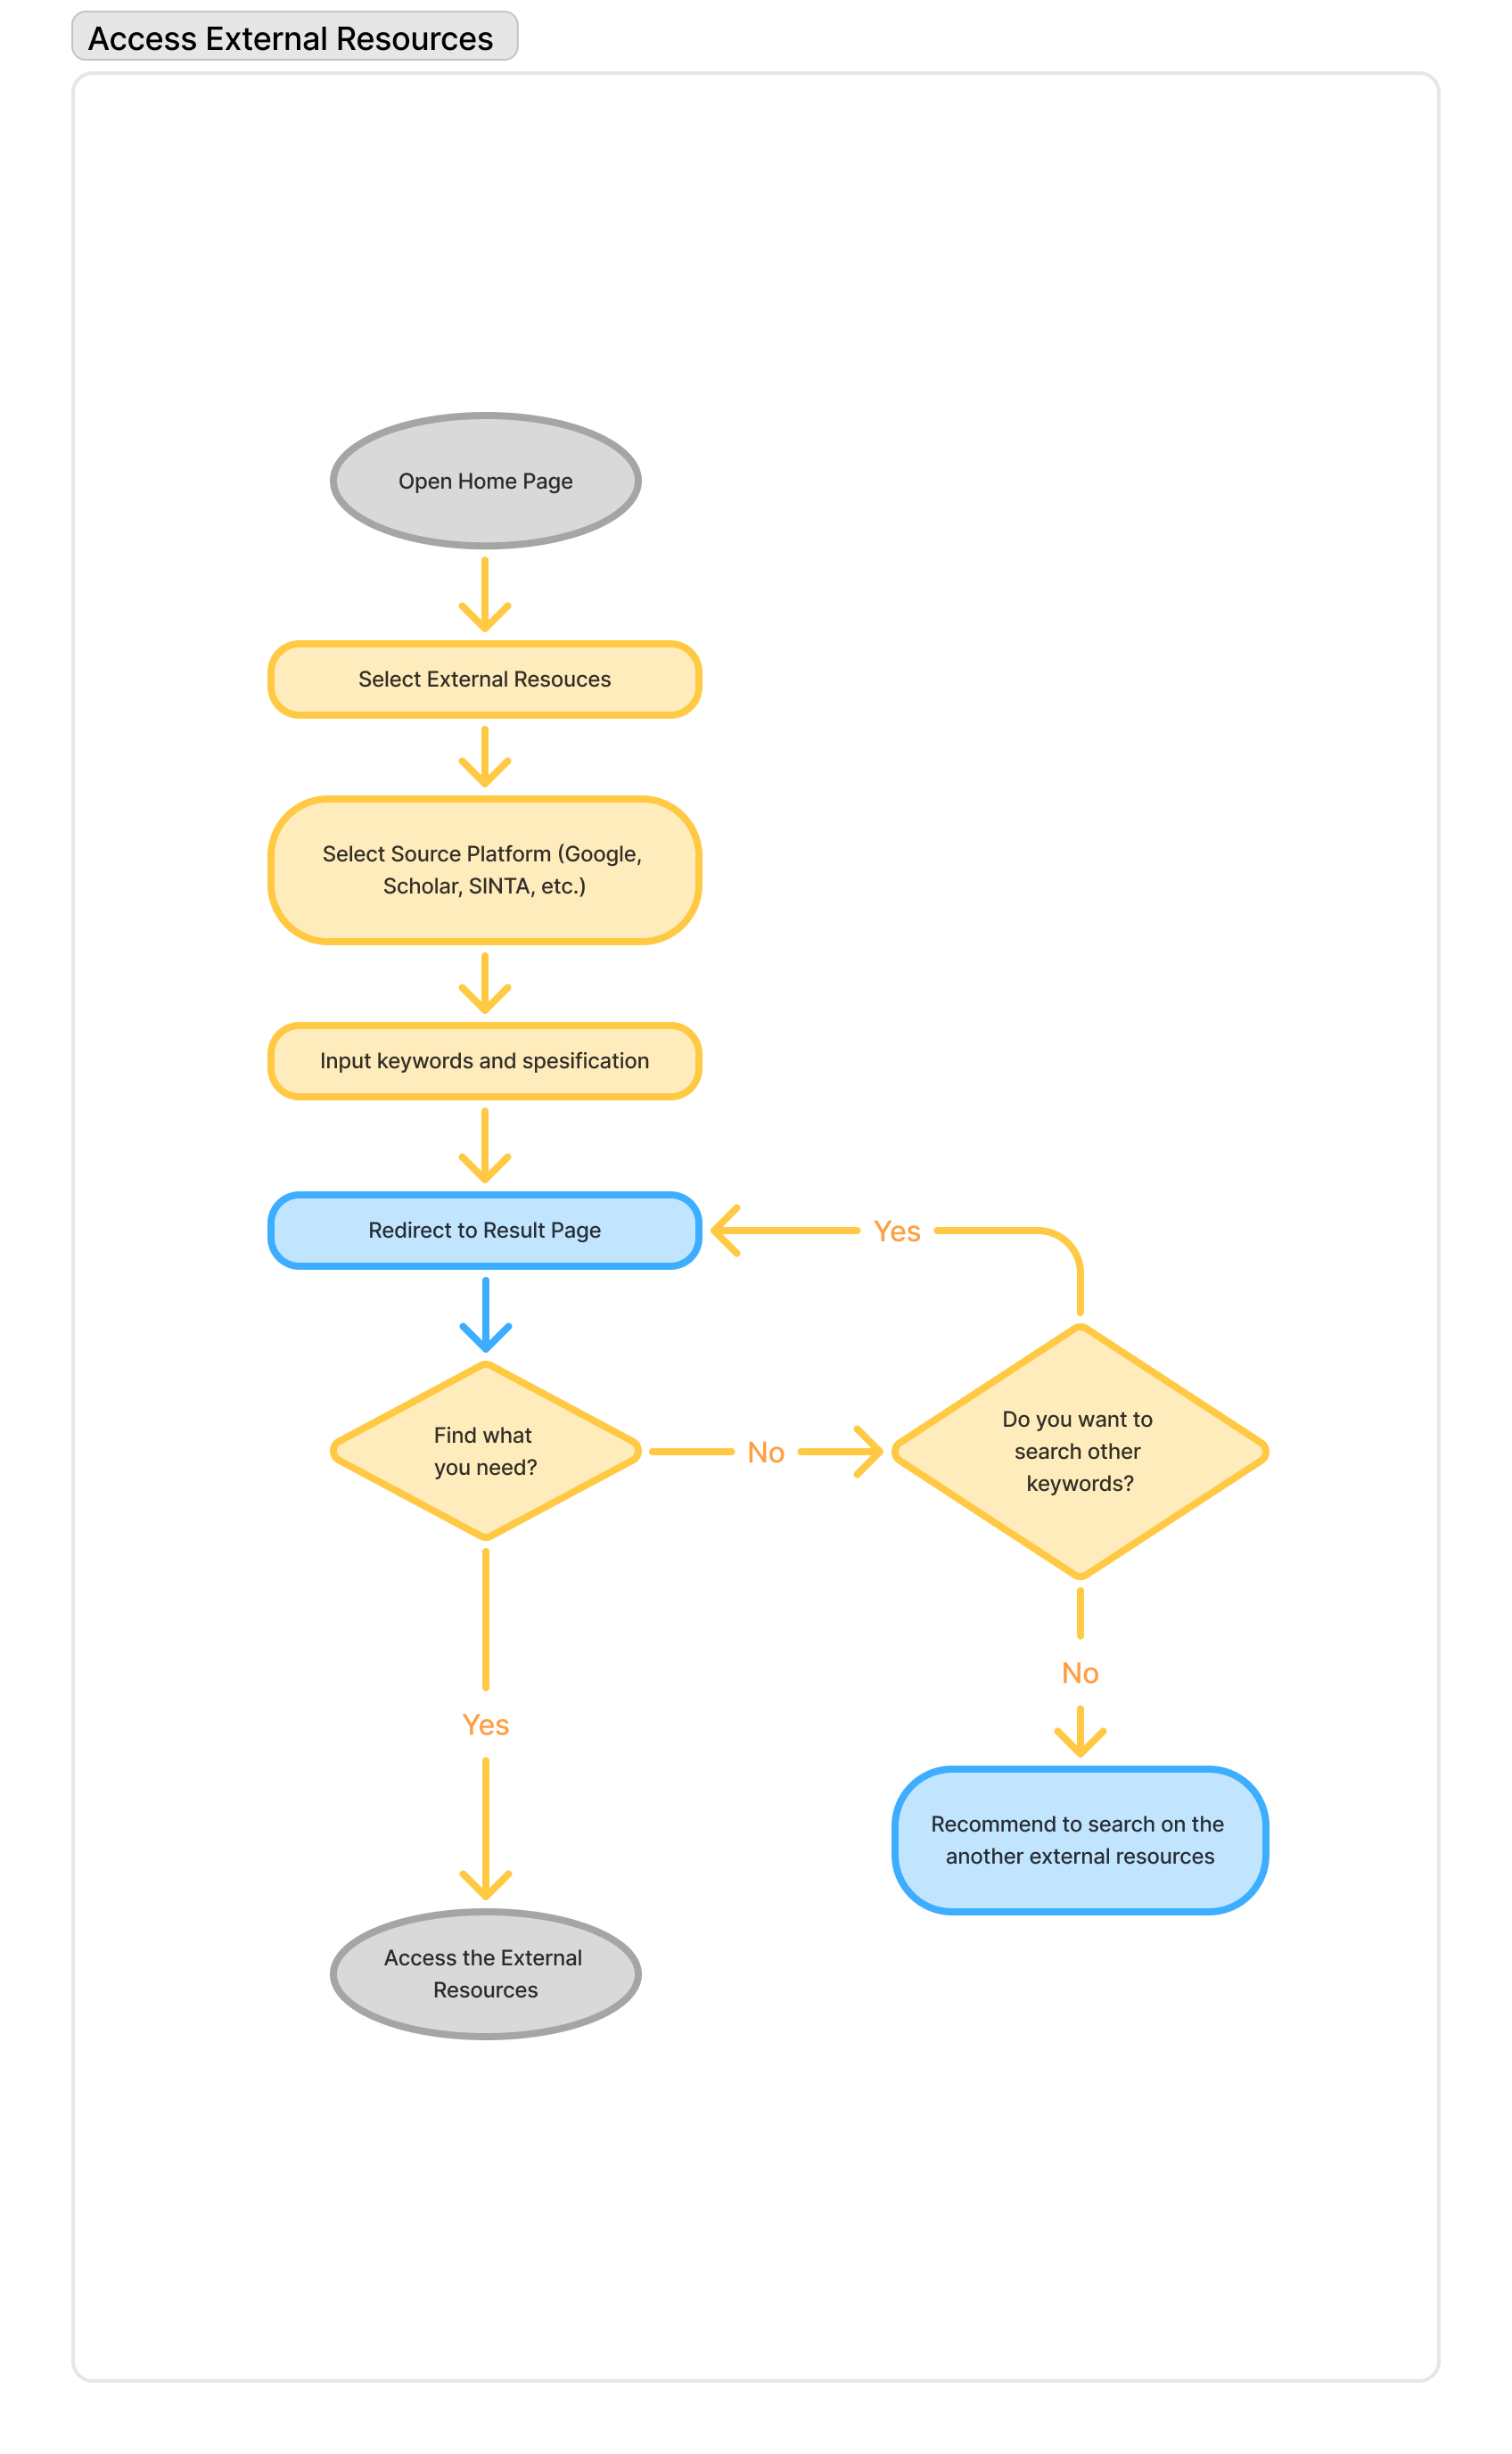 Access External Resources
Open Home Page
Select External Resouces
Select Source Platform (Google,
Scholar, SINTA, etc.)
Input keywords and spesification
Redirect to Result Page
Yes
Find what
you need?
No
Do you want to
search other
keywords?
No
Yes
Recommend to search on the
another external resources
Access the External
Resources